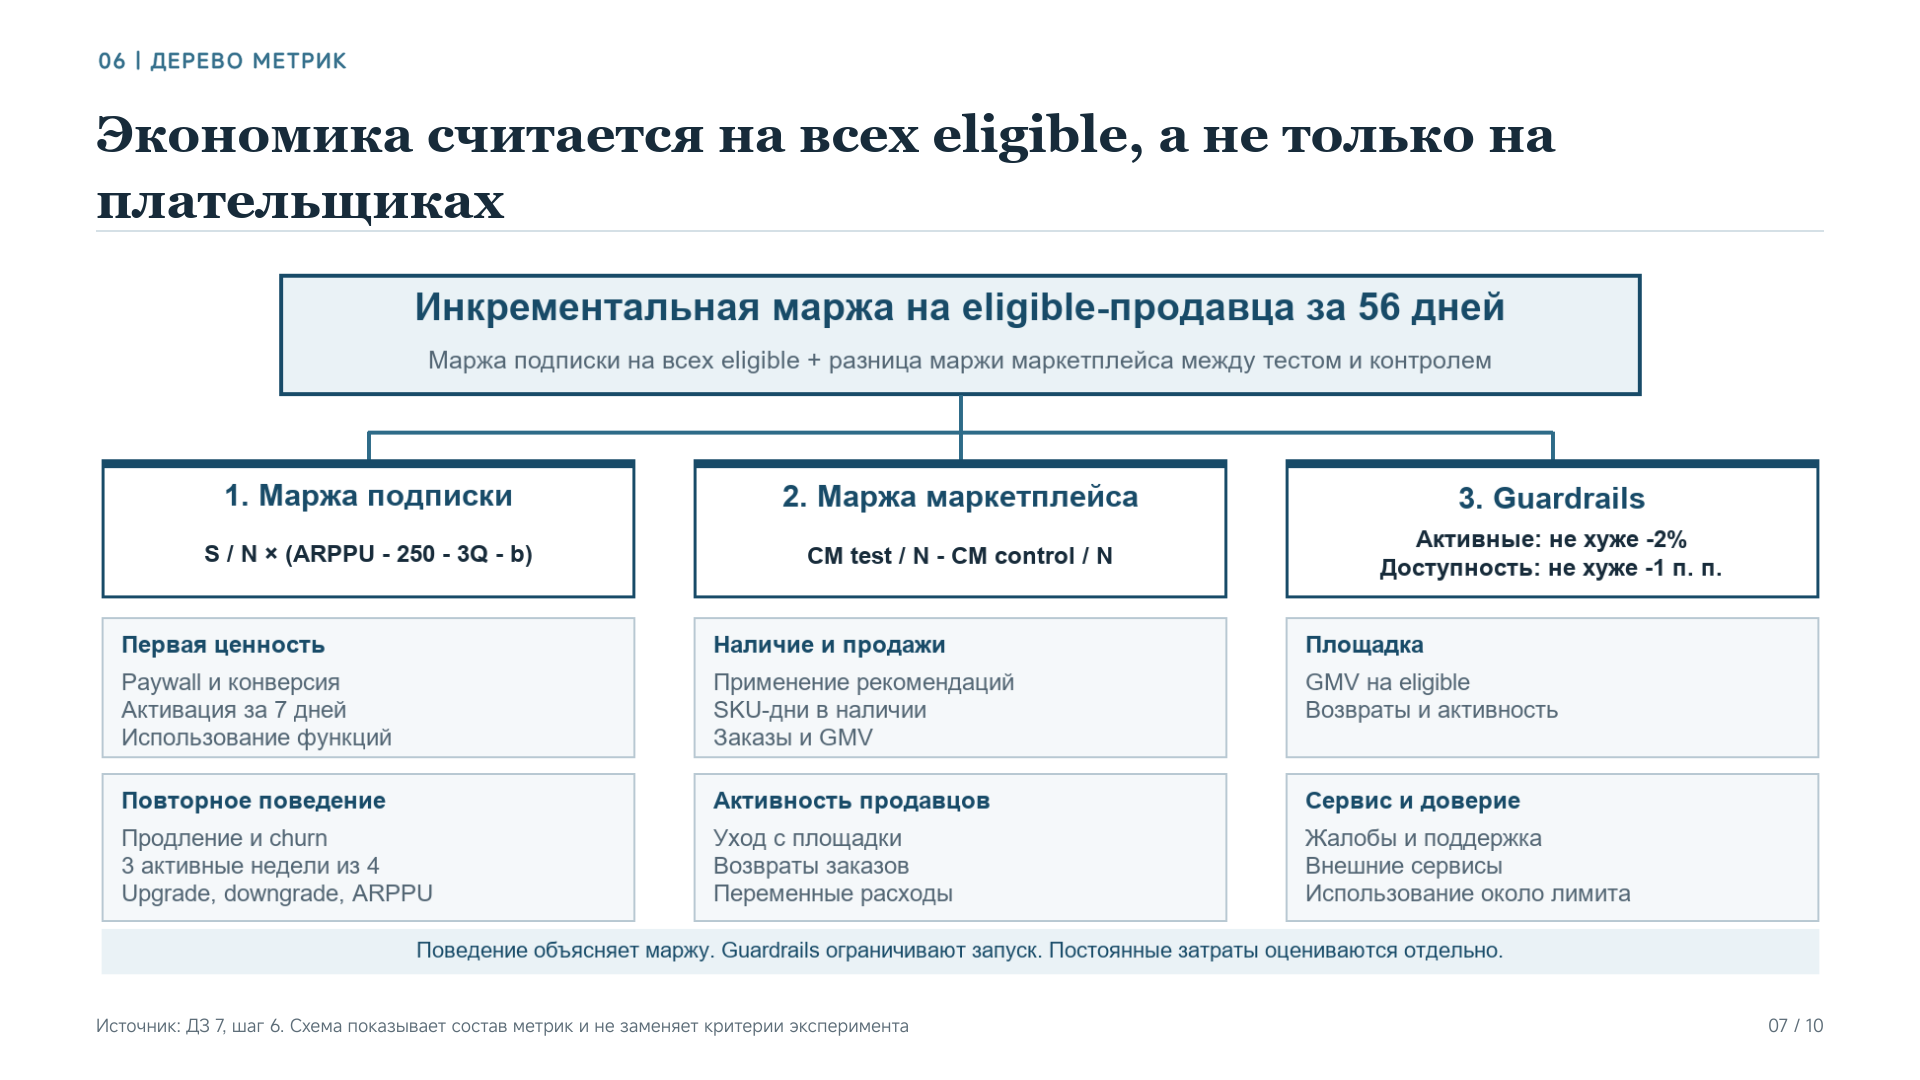 06 | ДЕРЕВО МЕТРИК
Экономика считается на всех eligible, а не только на
плательщиках
Инкрементальная маржа на eligible-продавца за 56 дней
Маржа подписки на всех eligible + разница маржи маркетплейса между тестом и контролем
1. Маржа подписки
S / N × (ARPPU - 250 - 3Q - b)
2. Маржа маркетплейса
CM test / N - CM control / N
3. Guardrails
Активные: не хуже -2%
Доступность: не хуже -1 п. п.
Первая ценность
Paywall и конверсия
Активация за 7 дней
Использование функций
Наличие и продажи
Применение рекомендаций
SKU-дни в наличии
Заказы и GMV
Площадка
GMV на eligible
Возвраты и активность
Повторное поведение
Продление и churn
3 активные недели из 4
Upgrade, downgrade, ARPPU
Активность продавцов
Уход с площадки
Возвраты заказов
Переменные расходы
Сервис и доверие
Жалобы и поддержка
Внешние сервисы
Использование около лимита
Поведение объясняет маржу. Guardrails ограничивают запуск. Постоянные затраты оцениваются отдельно.
Источник: ДЗ 7, шаг 6. Схема показывает состав метрик и не заменяет критерии эксперимента
07 / 10